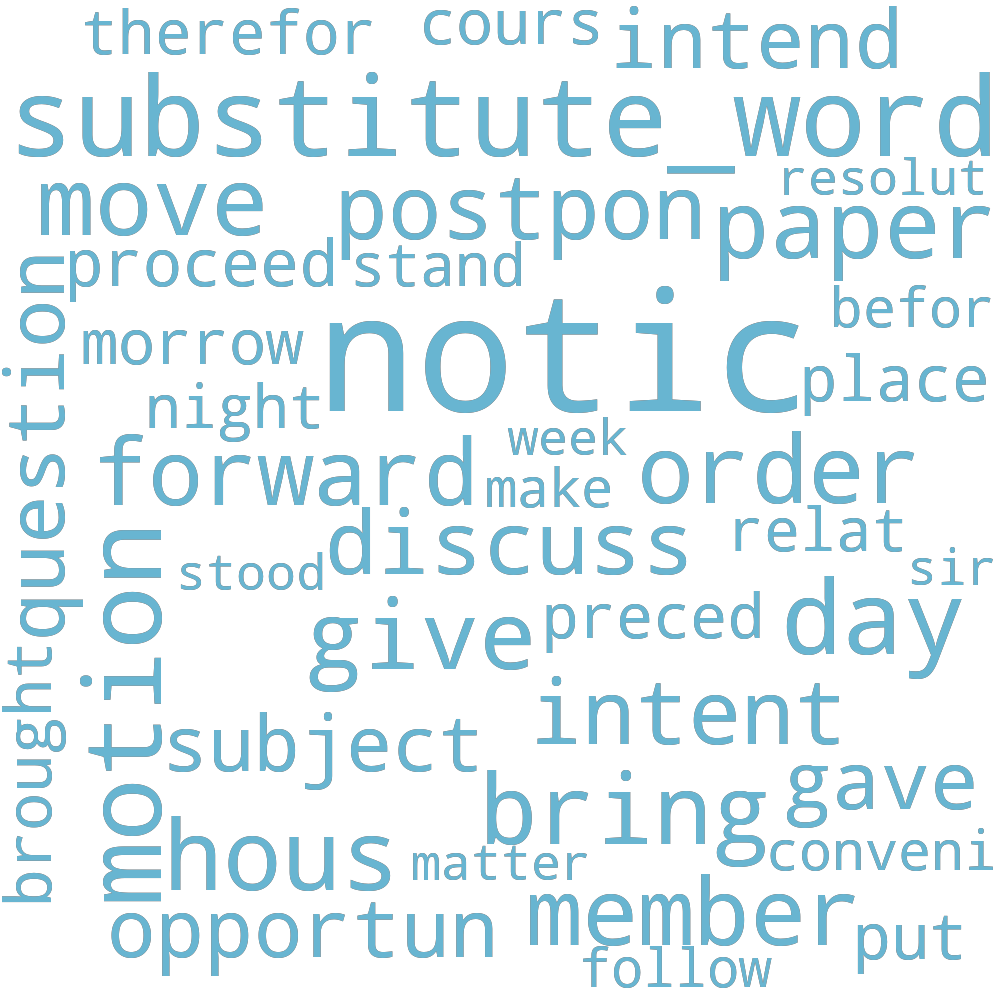 therefor
cours
intend
substitute_word
resolut
move
postpon
paper
proceed
stand
befor
question
morrow
notic
place
night
week
forward
make
order
discuss
relat
motion
stood
sir
give
preced
day
brought
intent
subject
bring
gave
hous
matter
conveni
opportun
member
put
follow